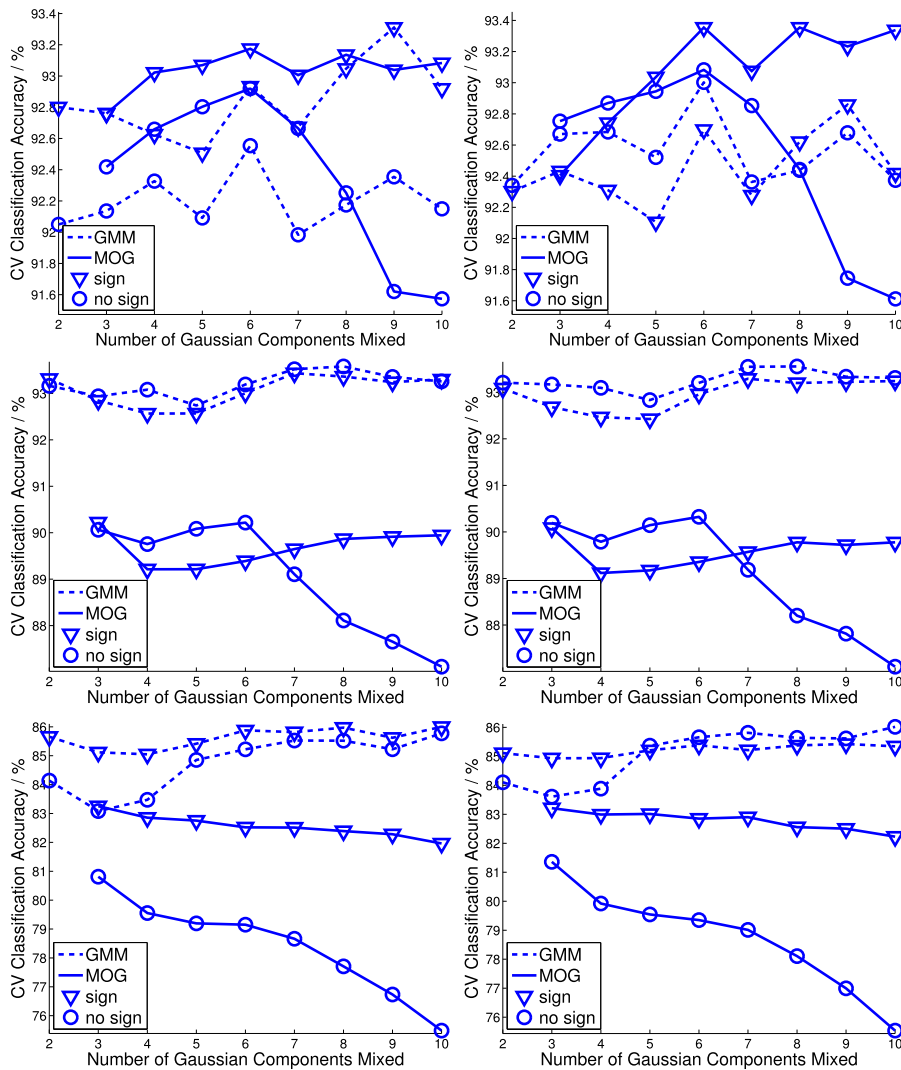 93.4
93.2
93
92.8
92.6
92.4
92.2
92
91.8
91.6
CV Classification Accuracy / %
GMM
MOG
sign
no sign
2 3 4 5 6 7 8 9 10
Number of Gaussian Components Mixed
93.4
93.2
93
92.8
92.6
92.4
92.2
92
91.8
91.6
CV Classification Accuracy / %
GMM
MOG
sign
no sign
2 3 4 5 6 7 8 9 10
Number of Gaussian Components Mixed
93
92
91
90
89
88
CV Classification Accuracy / %
GMM
MOG
sign
no sign
2 3 4 5 6 7 8 9 10
Number of Gaussian Components Mixed
93
92
91
90
89
88
CV Classification Accuracy / %
GMM
MOG
sign
no sign
2 3 4 5 6 7 8 9 10
Number of Gaussian Components Mixed
86
85
84
83
82
81
80
79
78
77
76
CV Classification Accuracy / %
GMM
MOG
sign
no sign
2 3 4 5 6 7 8 9 10
Number of Gaussian Components Mixed
86
85
84
83
82
81
80
79
78
77
76
CV Classification Accuracy / %
GMM
MOG
sign
no sign
2 3 4 5 6 7 8 9 10
Number of Gaussian Components Mixed